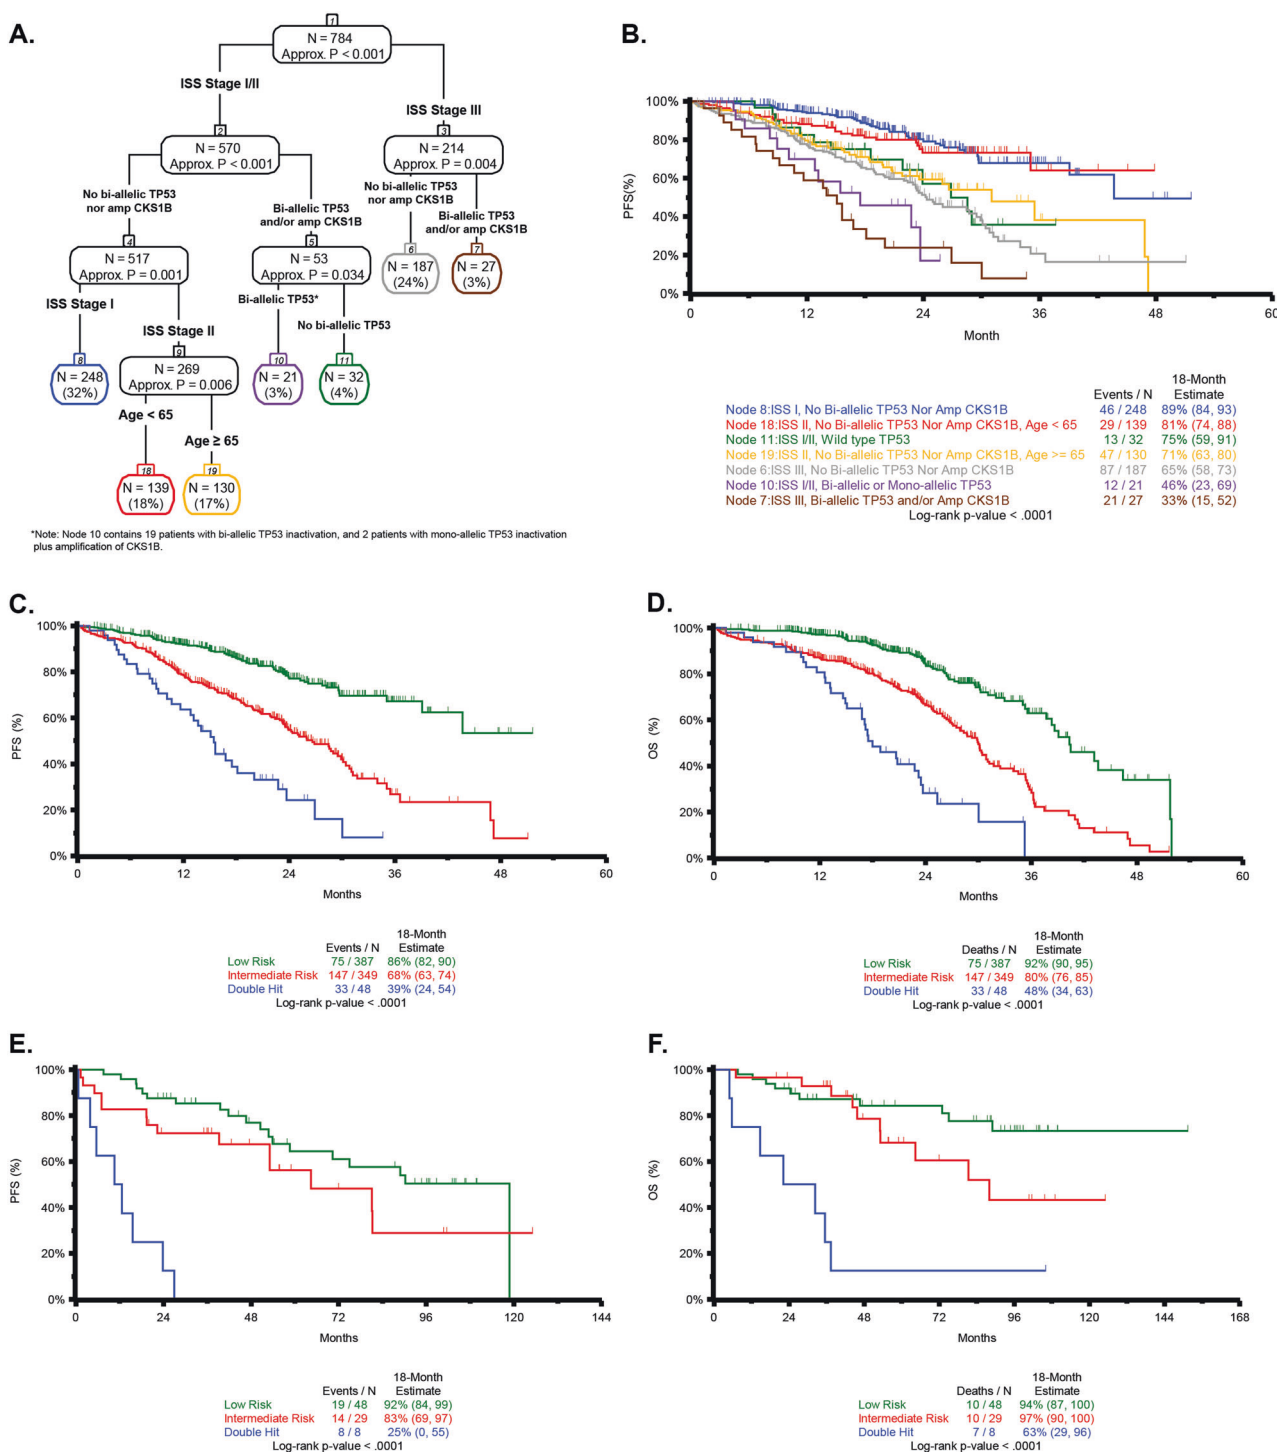 A.
1
N = 784
Approx. P < 0.001
ISS Stage I/II
ISS Stage III
2
N = 570
Approx. P < 0.001
3
N = 214
Approx. P = 0.004
No bi-allelic TP53
nor amp CKS1B
Bi-allelic TP53
and/or amp CKS1B
No bi-allelic TP53
nor amp CKS1B
Bi-allelic TP53
and/or amp CKS1B
4
N = 517
Approx. P = 0.001
5
N = 53
Approx. P = 0.034
6
N = 187
(24%)
7
N = 27
(3%)
ISS Stage I
ISS Stage II
Bi-allelic TP53*
No bi-allelic TP53
8
N = 248
(32%)
9
N = 269
Approx. P = 0.006
10
N = 21
(3%)
11
N = 32
(4%)
Age < 65
Age ≥ 65
18
N = 139
(18%)
19
N = 130
(17%)
*Note: Node 10 contains 19 patients with bi-allelic TP53 inactivation, and 2 patients with mono-allelic TP53 inactivation
plus amplification of CKS1B.
B.
100%
80%
60%
40%
20%
0%
PFS(%)
0 12 24 36 48 60
Month
Events / N 18-Month Estimate
Node 8:ISS I, No Bi-allelic TP53 Nor Amp CKS1B 46 / 248 89% (84, 93)
Node 18:ISS II, No Bi-allelic TP53 Nor Amp CKS1B, Age < 65 29 / 139 81% (74, 88)
Node 11:ISS I/II, Wild type TP53 13 / 32 75% (59, 91)
Node 19:ISS II, No Bi-allelic TP53 Nor Amp CKS1B, Age >= 65 47 / 130 71% (63, 80)
Node 6:ISS III, No Bi-allelic TP53 Nor Amp CKS1B 87 / 187 65% (58, 73)
Node 10:ISS I/II, Bi-allelic or Mono-allelic TP53 12 / 21 46% (23, 69)
Node 7:ISS III, Bi-allelic TP53 and/or Amp CKS1B 21 / 27 33% (15, 52)
Log-rank p-value < .0001
C.
100%
80%
60%
40%
20%
0%
PFS (%)
0 12 24 36 48 60
Months
Events / N 18-Month Estimate
Low Risk 75 / 387 86% (82, 90)
Intermediate Risk 147 / 349 68% (63, 74)
Double Hit 33 / 48 39% (24, 54)
Log-rank p-value < .0001
D.
100%
80%
60%
40%
20%
0%
OS (%)
0 12 24 36 48 60
Months
Deaths / N 18-Month Estimate
Low Risk 75 / 387 92% (90, 95)
Intermediate Risk 147 / 349 80% (76, 85)
Double Hit 33 / 48 48% (34, 63)
Log-rank p-value < .0001
E.
100%
80%
60%
40%
20%
0%
PFS (%)
0 24 48 72 96 120 144
Months
Events / N 18-Month Estimate
Low Risk 19 / 48 92% (84, 99)
Intermediate Risk 14 / 29 83% (69, 97)
Double Hit 8 / 8 25% (0, 55)
Log-rank p-value < .0001
F.
100%
80%
60%
40%
20%
0%
OS (%)
0 24 48 72 96 120 144 168
Months
Deaths / N 18-Month Estimate
Low Risk 10 / 48 94% (87, 100)
Intermediate Risk 10 / 29 97% (90, 100)
Double Hit 7 / 8 63% (29, 96)
Log-rank p-value < .0001